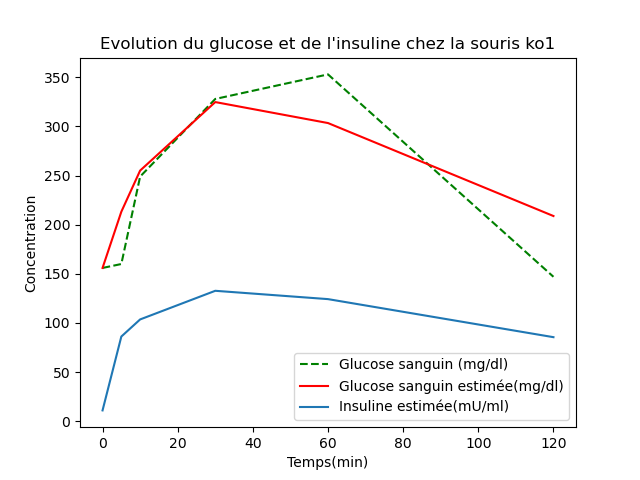 Evolution du glucose et de l'insuline chez la souris ko1
350
300
250
200
150
100
50
0
Concentration
Glucose sanguin (mg/dl)
Glucose sanguin estimée(mg/dl)
Insuline estimée(mU/ml)
0 20 40 60 80 100 120
Temps(min)